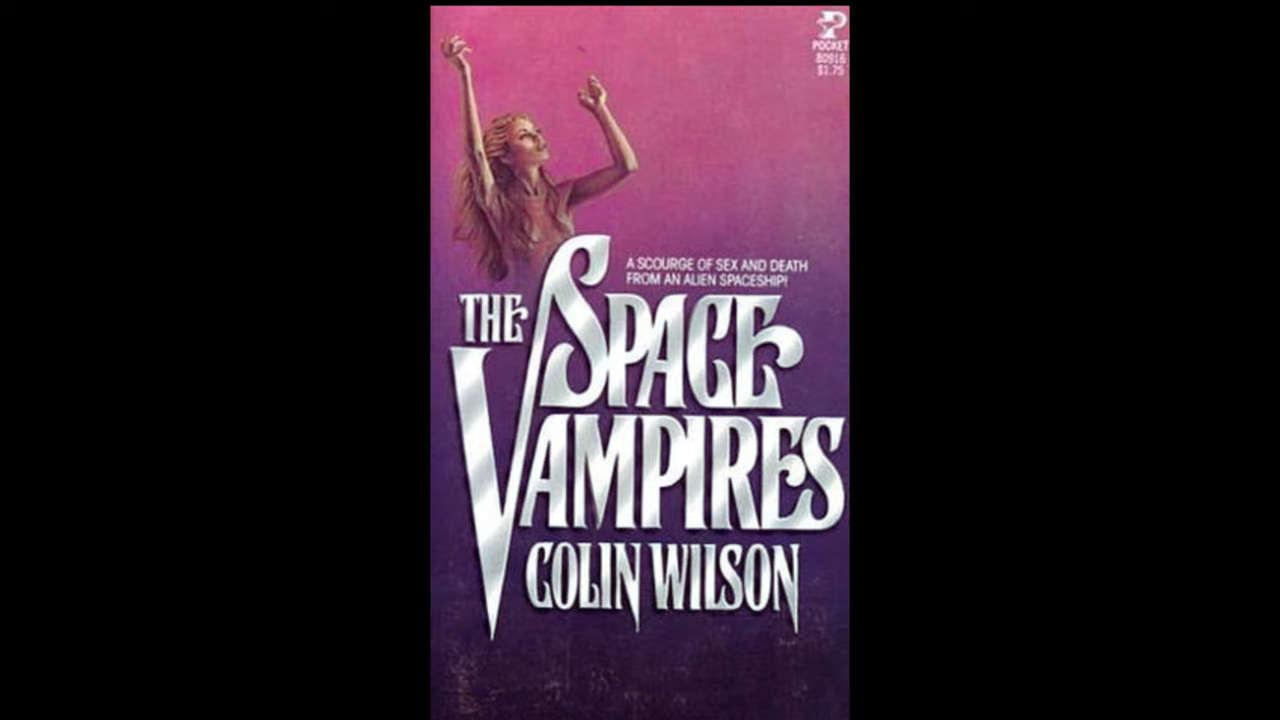 POCKET
80916
$1.75
A SCOURGE OF SEX AND DEATH
FROM AN ALIEN SPACESHIP!
THE SPACE
VAMPIRES
COLIN WILSON